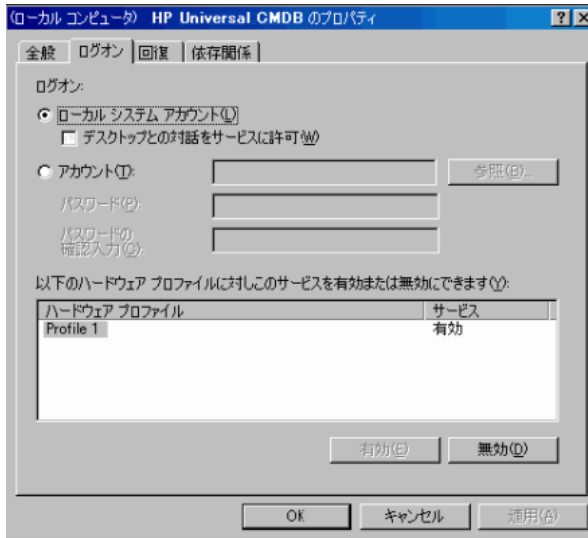 (ローカル コンピュータ) HP Universal CMDB のプロパティ
全般 ログオン 回復 依存関係
ログオン:
ローカル システム アカウント(L)
デスクトップとの対話をサービスに許可(W)
アカウント(T): 参照(B)...
パスワード(P):
パスワードの
確認入力(C):
以下のハードウェア プロファイルに対しこのサービスを有効または無効にできます(Y):
ハードウェア プロファイル サービス
Profile 1 有効
有効(E) 無効(D)
OK キャンセル 適用(A)